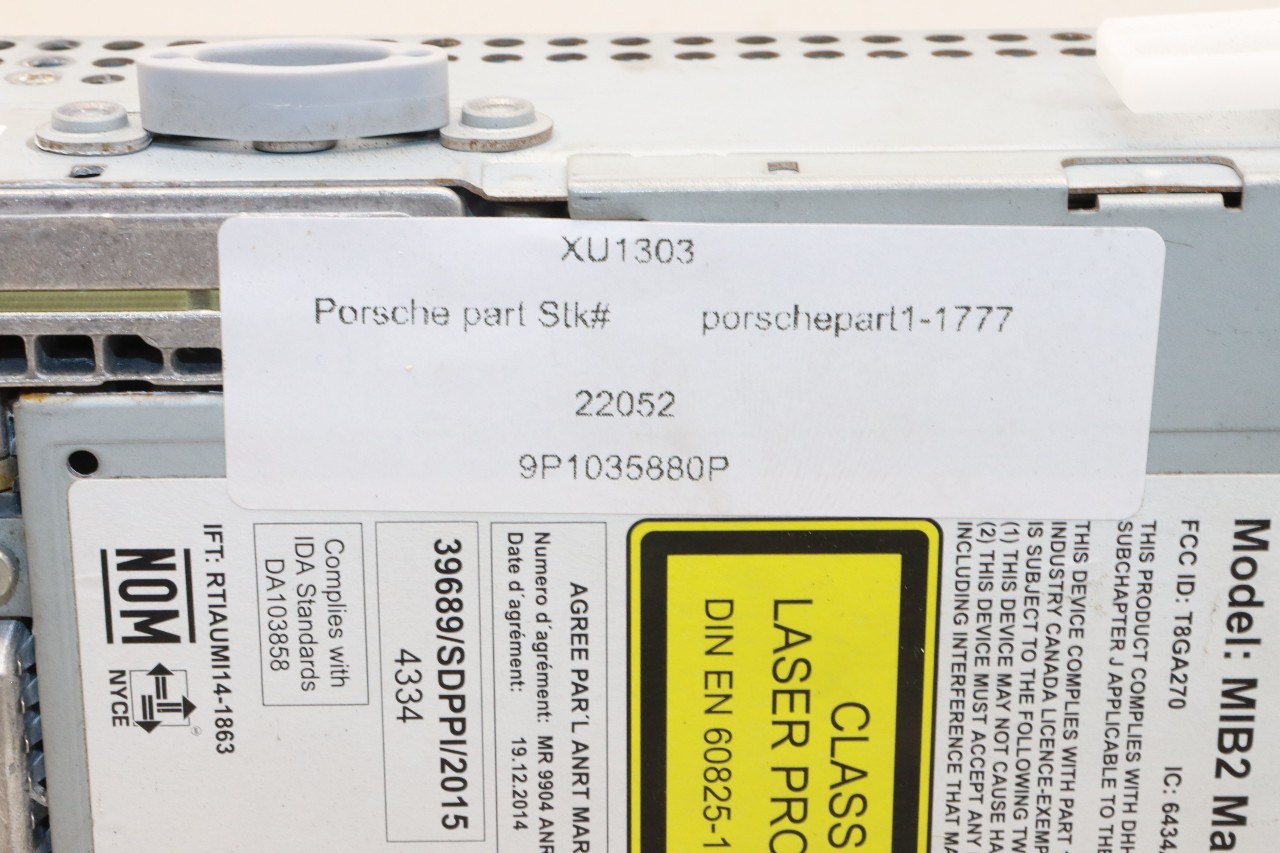 XU1303
Porsche part Stk# porschepart1-1777
22052
9P1035880P
Model: MIB2 Ma
FCC ID: T8GA270 IC: 6434
THIS PRODUCT COMPLIES WITH DHH
SUBCHAPTER J APPLICABLE TO THE
THIS DEVICE COMPLIES WITH PART
INDUSTRY CANADA LICENCE-EXEMP
IS SUBJECT TO THE FOLLOWING TW
(1) THIS DEVICE MAY NOT CAUSE HA
(2) THIS DEVICE MUST ACCEPT ANY
INCLUDING INTERFERENCE THAT MA
CLASS
LASER PRO
DIN EN 60825-1
AGREE PAR´L ANRT MAR
Numero d´agrément: MR 9904 ANR
Date d´agrément: 19.12.2014
39689/SDPPI/2015
4334
Complies with
IDA Standards
DA103858
IFT: RTIAUMI14-1863
NOM
NYCE